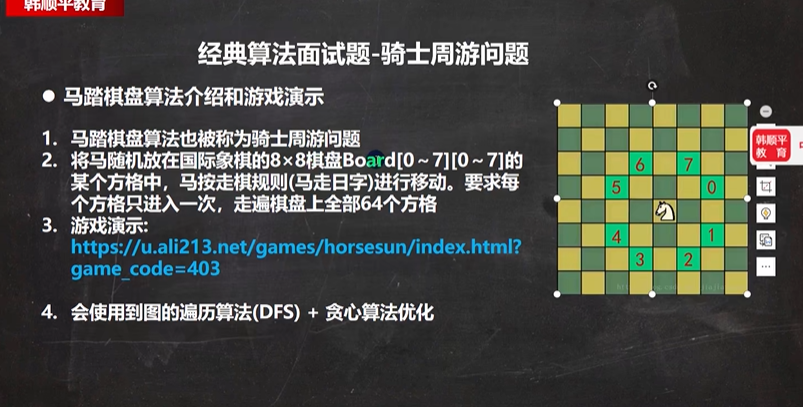 韩顺平教育
经典算法面试题-骑士周游问题
● 马踏棋盘算法介绍和游戏演示
1. 马踏棋盘算法也被称为骑士周游问题
2. 将马随机放在国际象棋的8×8棋盘Board[0~7][0~7]的
某个方格中，马按走棋规则(马走日字)进行移动。要求每
个方格只进入一次，走遍棋盘上全部64个方格
3. 游戏演示:
https://u.ali213.net/games/horsesun/index.html?
game_code=403
4. 会使用到图的遍历算法(DFS) + 贪心算法优化
6 7
5 0
4 1
3 2
韩顺平
教 育